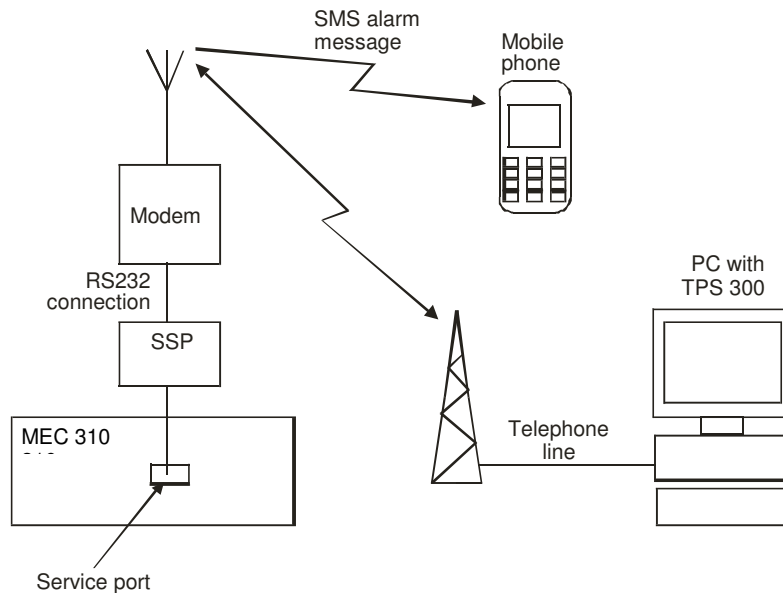 SMS alarm
message
Mobile
phone
Modem
RS232
connection
PC with
TPS 300
SSP
MEC 310
Telephone
line
Service port